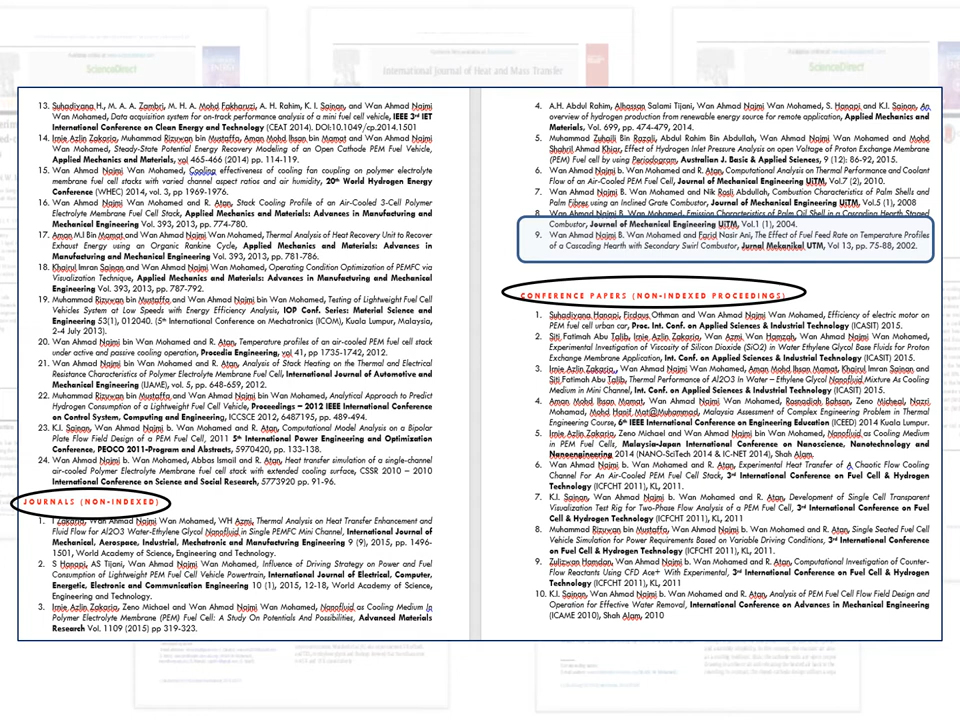 ScienceDirect
International Journal of Heat and Mass Transfer
ScienceDirect
13. Suhadiyana H., M. A. A. Zambri, M. H. A. Mohd Fakharuzi, A. H. Rahim, K. I. Sainan, and Wan Ahmad Najmi
Wan Mohamed, Data acquisition system for on-track performance analysis of a mini fuel cell vehicle, IEEE 3rd IET
International Conference on Clean Energy and Technology (CEAT 2014). DOI:10.1049/cp.2014.1501
14. Irnie Azlin Zakaria, Muhammad Rizuwan bin Mustaffa, Aman Mohd Ihsan bin Mamat and Wan Ahmad Najmi
Wan Mohamed, Steady-State Potential Energy Recovery Modeling of an Open Cathode PEM Fuel Vehicle,
Applied Mechanics and Materials, vol 465-466 (2014) pp. 114-119.
15. Wan Ahmad Najmi Wan Mohamed, Cooling effectiveness of cooling fan coupling on polymer electrolyte
membrane fuel cell stacks with varied channel aspect ratios and air humidity, 20th World Hydrogen Energy
Conference (WHEC) 2014, vol. 3, pp 1969-1976.
16. Wan Ahmad Najmi Wan Mohamed and R. Atan, Stack Cooling Profile of an Air-Cooled 3-Cell Polymer
Electrolyte Membrane Fuel Cell Stack, Applied Mechanics and Materials: Advances in Manufacturing and
Mechanical Engineering Vol. 393, 2013, pp. 774-780.
17. Aman M.I Bin Mamat and Wan Ahmad Najmi Wan Mohamed, Thermal Analysis of Heat Recovery Unit to Recover
Exhaust Energy using an Organic Rankine Cycle, Applied Mechanics and Materials: Advances in
Manufacturing and Mechanical Engineering Vol. 393, 2013, pp. 781-786.
18. Khairul Imran Sainan and Wan Ahmad Najmi Wan Mohamed, Operating Condition Optimization of PEMFC via
Visualization Technique, Applied Mechanics and Materials: Advances in Manufacturing and Mechanical
Engineering Vol. 393, 2013, pp. 787-792.
19. Muhammad Rizuwan bin Mustaffa and Wan Ahmad Najmi bin Wan Mohamed, Testing of Lightweight Fuel Cell
Vehicles System at Low Speeds with Energy Efficiency Analysis, IOP Conf. Series: Material Science and
Engineering 53(1), 012040. (5th International Conference on Mechatronics (ICOM), Kuala Lumpur, Malaysia,
2-4 July 2013).
20. Wan Ahmad Najmi bin Wan Mohamed and R. Atan, Temperature profiles of an air-cooled PEM fuel cell stack
under active and passive cooling operation, Procedia Engineering, vol 41, pp 1735-1742, 2012.
21. Wan Ahmad Najmi bin Wan Mohamed and R. Atan, Analysis of Stack Heating on the Thermal and Electrical
Resistance Characteristics of Polymer Electrolyte Membrane Fuel Cell, International Journal of Automotive and
Mechanical Engineering (IJAME), vol. 5, pp. 648-659, 2012.
22. Muhammad Rizuwan bin Mustaffa and Wan Ahmad Najmi Wan Mohamed, Analytical Approach to Predict
Hydrogen Consumption of a Lightweight Fuel Cell Vehicle, Proceedings – 2012 IEEE International Conference
on Control System, Computing and Engineering, ICCSCE 2012, 6487195, pp. 489-494.
23. K.I. Sainan, Wan Ahmad Najmi b. Wan Mohamed and R. Atan, Computational Model Analysis on a Bipolar
Plate Flow Field Design of a PEM Fuel Cell, 2011 5th International Power Engineering and Optimization
Conference, PEOCO 2011-Program and Abstracts, 5970420, pp. 133-138.
24. Wan Ahmad Najmi b. Wan Mohamed, Abbas Ismail and R. Atan, Heat transfer simulation of a single-channel
air-cooled Polymer Electrolyte Membrane fuel cell stack with extended cooling surface, CSSR 2010 – 2010
International Conference on Science and Social Research, 5773920 pp. 91-96.
JOURNALS (NON-INDEXED)
1. I Zakaria, Wan Ahmad Najmi Wan Mohamed, WH Azmi, Thermal Analysis on Heat Transfer Enhancement and
Fluid Flow for Al2O3 Water-Ethylene Glycol Nanofluid in Single PEMFC Mini Channel, International Journal of
Mechanical, Aerospace, Industrial, Mechatronic and Manufacturing Engineering 9 (9), 2015, pp. 1496-
1501, World Academy of Science, Engineering and Technology.
2. S Hanapi, AS Tijani, Wan Ahmad Najmi Wan Mohamed, Influence of Driving Strategy on Power and Fuel
Consumption of Lightweight PEM Fuel Cell Vehicle Powertrain, International Journal of Electrical, Computer,
Energetic, Electronic and Communication Engineering 10 (1), 2015, 12-18, World Academy of Science,
Engineering and Technology.
3. Irnie Azlin Zakaria, Zeno Michael and Wan Ahmad Najmi Wan Mohamed, Nanofluid as Cooling Medium In
Polymer Electrolyte Membrane (PEM) Fuel Cell: A Study On Potentials And Possibilities, Advanced Materials
Research Vol. 1109 (2015) pp 319-323.
4. A.H. Abdul Rahim, Alhassan Salami Tijani, Wan Ahmad Najmi Wan Mohamed, S. Hanapi and K.I. Sainan, An
overview of hydrogen production from renewable energy source for remote application, Applied Mechanics and
Materials, Vol. 699, pp. 474-479, 2014.
5. Muhammad Zuhairi Bin Razali, Abdul Rahim Bin Abdullah, Wan Ahmad Najmi Wan Mohamed and Mohd
Shahril Ahmad Khiar, Effect of Hydrogen Inlet Pressure Analysis on open Voltage of Proton Exchange Membrane
(PEM) Fuel cell by using Periodogram, Australian J. Basic & Applied Sciences, 9 (12): 86-92, 2015.
6. Wan Ahmad Najmi b. Wan Mohamed and R. Atan, Computational Analysis on Thermal Performance and Coolant
Flow of an Air-Cooled PEM Fuel Cell, Journal of Mechanical Engineering UiTM, Vol.7 (2), 2010.
7. Wan Ahmad Najmi B. Wan Mohamed and Nik Rosli Abdullah, Combustion Characteristics of Palm Shells and
Palm Fibres using an Inclined Grate Combustor, Journal of Mechanical Engineering UiTM, Vol.5 (1), 2008
8. Wan Ahmad Najmi B. Wan Mohamed, Emission Characteristics of Palm Oil Shell in a Cascading Hearth Staged
Combustor, Journal of Mechanical Engineering UiTM, Vol.1 (1), 2004.
9. Wan Ahmad Najmi B. Wan Mohamed and Farid Nasir Ani, The Effect of Fuel Feed Rate on Temperature Profiles
of a Cascading Hearth with Secondary Swirl Combustor, Jurnal Mekanikal UTM, Vol 13, pp. 75-88, 2002.
CONFERENCE PAPERS (NON-INDEXED PROCEEDINGS)
1. Suhadiyana Hanapi, Firdaus Othman and Wan Ahmad Najmi Wan Mohamed, Efficiency of electric motor on
PEM fuel cell urban car, Proc. Int. Conf. on Applied Sciences & Industrial Technology (ICASIT) 2015.
2. Siti Fatimah Abu Talib, Irnie Azlin Zakaria, Wan Azmi Wan Hamzah, Wan Ahmad Najmi Wan Mohamed,
Experimental Investigation of Viscosity of Silicon Dioxide (SiO2) in Water Ethylene Glycol Base Fluids for Proton
Exchange Membrane Application, Int. Conf. on Applied Sciences & Industrial Technology (ICASIT) 2015.
3. Irnie Azlin Zakaria,, Wan Ahmad Najmi Wan Mohamed, Aman Mohd Ihsan Mamat, Khairul Imran Sainan and
Siti Fatimah Abu Talib, Thermal Performance of Al2O3 In Water – Ethylene Glycol Nanofluid Mixture As Cooling
Medium in Mini Channel, Int. Conf. on Applied Sciences & Industrial Technology (ICASIT) 2015.
4. Aman Mohd Ihsan Mamat, Wan Ahmad Najmi Wan Mohamed, Rosnadiah Bahsan, Zeno Micheal, Nazri
Mohamad, Mohd Hanif Mat@Muhammad, Malaysia Assessment of Complex Engineering Problem in Thermal
Engineering Course, 6th IEEE International Conference on Engineering Education (ICEED) 2014 Kuala Lumpur.
5. Irnie Azlin Zakaria, Zeno Michael and Wan Ahmad Najmi bin Wan Mohamed, Nanofluid as Cooling Medium
in PEM Fuel Cells, Malaysia-Japan International Conference on Nanoscience, Nanotechnology and
Nanoengineering 2014 (NANO-SciTech 2014 & IC-NET 2014), Shah Alam.
6. Wan Ahmad Najmi b. Wan Mohamed and R. Atan, Experimental Heat Transfer of A Chaotic Flow Cooling
Channel For An Air-Cooled PEM Fuel Cell Stack, 3rd International Conference on Fuel Cell & Hydrogen
Technology (ICFCHT 2011), KL, 2011.
7. K.I. Sainan, Wan Ahmad Najmi b. Wan Mohamed and R. Atan, Development of Single Cell Transparent
Visualization Test Rig for Two-Phase Flow Analysis of a PEM Fuel Cell, 3rd International Conference on Fuel
Cell & Hydrogen Technology (ICFCHT 2011), KL, 2011
8. Muhammad Rizuwan b. Mustaffa, Wan Ahmad Najmi b. Wan Mohamed and R. Atan, Single Seated Fuel Cell
Vehicle Simulation for Power Requirements Based on Variable Driving Conditions, 3rd International Conference
on Fuel Cell & Hydrogen Technology (ICFCHT 2011), KL, 2011.
9. Zulizwan Hamdan, Wan Ahmad Najmi b. Wan Mohamed and R. Atan, Computational Investigation of Counter-
Flow Reactants Using CFD Ace+ With Experimental, 3rd International Conference on Fuel Cell & Hydrogen
Technology (ICFCHT 2011), KL, 2011
10. K.I. Sainan, Wan Ahmad Najmi b. Wan Mohamed and R. Atan, Analysis of PEM Fuel Cell Flow Field Design and
Operation for Effective Water Removal, International Conference on Advances in Mechanical Engineering
(ICAME 2010), Shah Alam, 2010